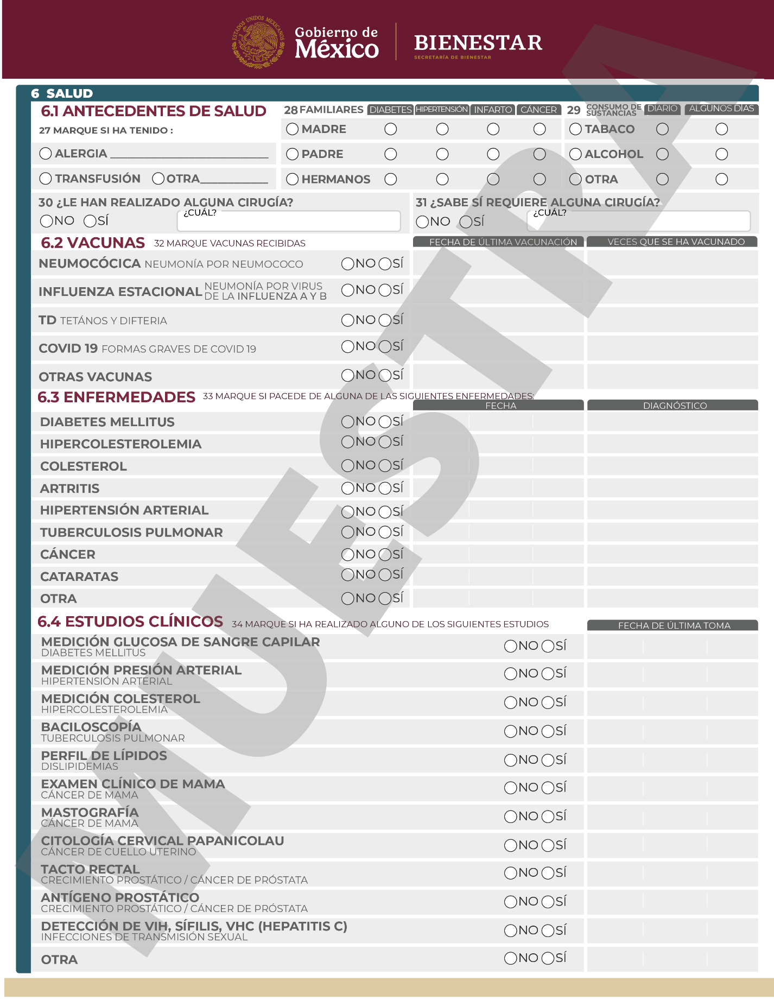 ESTADOS UNIDOS MEXICANOS
Gobierno de
México
BIENESTAR
SECRETARÍA DE BIENESTAR
6 SALUD
6.1 ANTECEDENTES DE SALUD
27 MARQUE SI HA TENIDO :
ALERGIA ____________________________
TRANSFUSIÓN OTRA____________
28 FAMILIARES DIABETES HIPERTENSIÓN INFARTO CÁNCER
MADRE
PADRE
HERMANOS
29 CONSUMO DE SUSTANCIAS DIARIO ALGUNOS DÍAS
TABACO
ALCOHOL
OTRA
30 ¿LE HAN REALIZADO ALGUNA CIRUGÍA?
NO SÍ ¿CUÁL?
31 ¿SABE SÍ REQUIERE ALGUNA CIRUGÍA?
NO SÍ ¿CUÁL?
6.2 VACUNAS 32 MARQUE VACUNAS RECIBIDAS FECHA DE ÚLTIMA VACUNACIÓN VECES QUE SE HA VACUNADO
NEUMOCÓCICA NEUMONÍA POR NEUMOCOCO NO SÍ
INFLUENZA ESTACIONAL NEUMONÍA POR VIRUS DE LA INFLUENZA A Y B NO SÍ
TD TETÁNOS Y DIFTERIA NO SÍ
COVID 19 FORMAS GRAVES DE COVID 19 NO SÍ
OTRAS VACUNAS NO SÍ
6.3 ENFERMEDADES 33 MARQUE SI PACEDE DE ALGUNA DE LAS SIGUIENTES ENFERMEDADES:
FECHA DIAGNÓSTICO
DIABETES MELLITUS NO SÍ
HIPERCOLESTEROLEMIA NO SÍ
COLESTEROL NO SÍ
ARTRITIS NO SÍ
HIPERTENSIÓN ARTERIAL NO SÍ
TUBERCULOSIS PULMONAR NO SÍ
CÁNCER NO SÍ
CATARATAS NO SÍ
OTRA NO SÍ
6.4 ESTUDIOS CLÍNICOS 34 MARQUE SI HA REALIZADO ALGUNO DE LOS SIGUIENTES ESTUDIOS FECHA DE ÚLTIMA TOMA
MEDICIÓN GLUCOSA DE SANGRE CAPILAR NO SÍ
DIABETES MELLITUS
MEDICIÓN PRESIÓN ARTERIAL NO SÍ
HIPERTENSIÓN ARTERIAL
MEDICIÓN COLESTEROL NO SÍ
HIPERCOLESTEROLEMIA
BACILOSCOPÍA NO SÍ
TUBERCULOSIS PULMONAR
PERFIL DE LÍPIDOS NO SÍ
DISLIPIDEMIAS
EXAMEN CLÍNICO DE MAMA NO SÍ
CÁNCER DE MAMA
MASTOGRAFÍA NO SÍ
CÁNCER DE MAMA
CITOLOGÍA CERVICAL PAPANICOLAU NO SÍ
CÁNCER DE CUELLO UTERINO
TACTO RECTAL NO SÍ
CRECIMIENTO PROSTÁTICO / CÁNCER DE PRÓSTATA
ANTÍGENO PROSTÁTICO NO SÍ
CRECIMIENTO PROSTÁTICO / CÁNCER DE PRÓSTATA
DETECCIÓN DE VIH, SÍFILIS, VHC (HEPATITIS C) NO SÍ
INFECCIONES DE TRANSMISIÓN SEXUAL
OTRA NO SÍ
MUESTRA